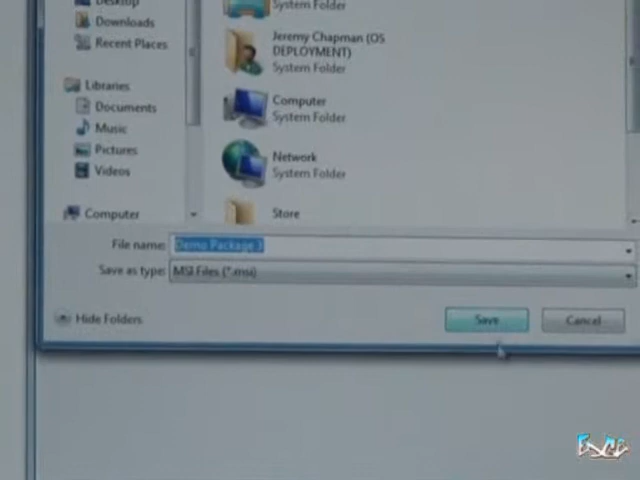 Desktop
System Folder
Downloads
Recent Places
Jeremy Chapman (OS
DEPLOYMENT)
System Folder
Libraries
Documents
Computer
System Folder
Music
Pictures
Network
System Folder
Videos
Computer
Store
File name:
Demo Package 3
Save as type:
MSI Files (*.msi)
Hide Folders
Save
Cancel